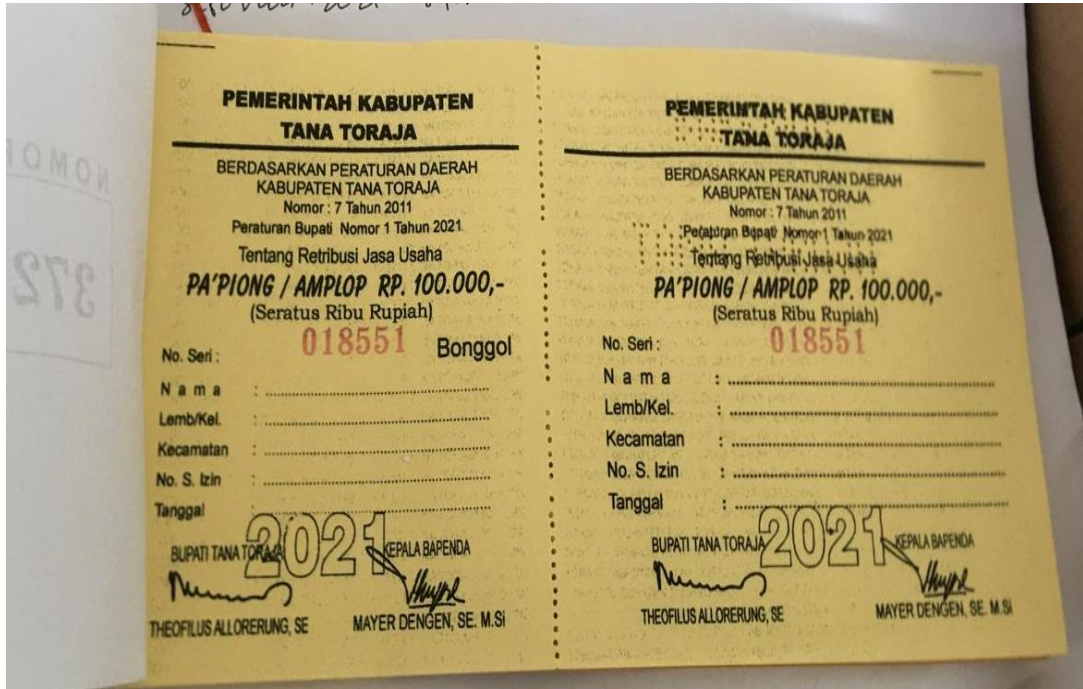 PEMERINTAH KABUPATEN
TANA TORAJA
BERDASARKAN PERATURAN DAERAH
KABUPATEN TANA TORAJA
Nomor : 7 Tahun 2011
Peraturan Bupati Nomor 1 Tahun 2021
Tentang Retribusi Jasa Usaha
PA'PIONG / AMPLOP RP. 100.000,-
(Seratus Ribu Rupiah)
No. Seri : 018551 Bonggol
N a m a :
Lemb/Kel. :
Kecamatan :
No. S. Izin :
Tanggal :
2021
BUPATI TANA TORAJA KEPALA BAPENDA
THEOFILUS ALLORERUNG, SE MAYER DENGEN, SE. M.Si
PEMERINTAH KABUPATEN
TANA TORAJA
BERDASARKAN PERATURAN DAERAH
KABUPATEN TANA TORAJA
Nomor : 7 Tahun 2011
Peraturan Bupati Nomor 1 Tahun 2021
Tentang Retribusi Jasa Usaha
PA'PIONG / AMPLOP RP. 100.000,-
(Seratus Ribu Rupiah)
No. Seri : 018551
N a m a :
Lemb/Kel. :
Kecamatan :
No. S. Izin :
Tanggal :
2021
BUPATI TANA TORAJA KEPALA BAPENDA
THEOFILUS ALLORERUNG, SE MAYER DENGEN, SE. M.Si
NOMOR
372